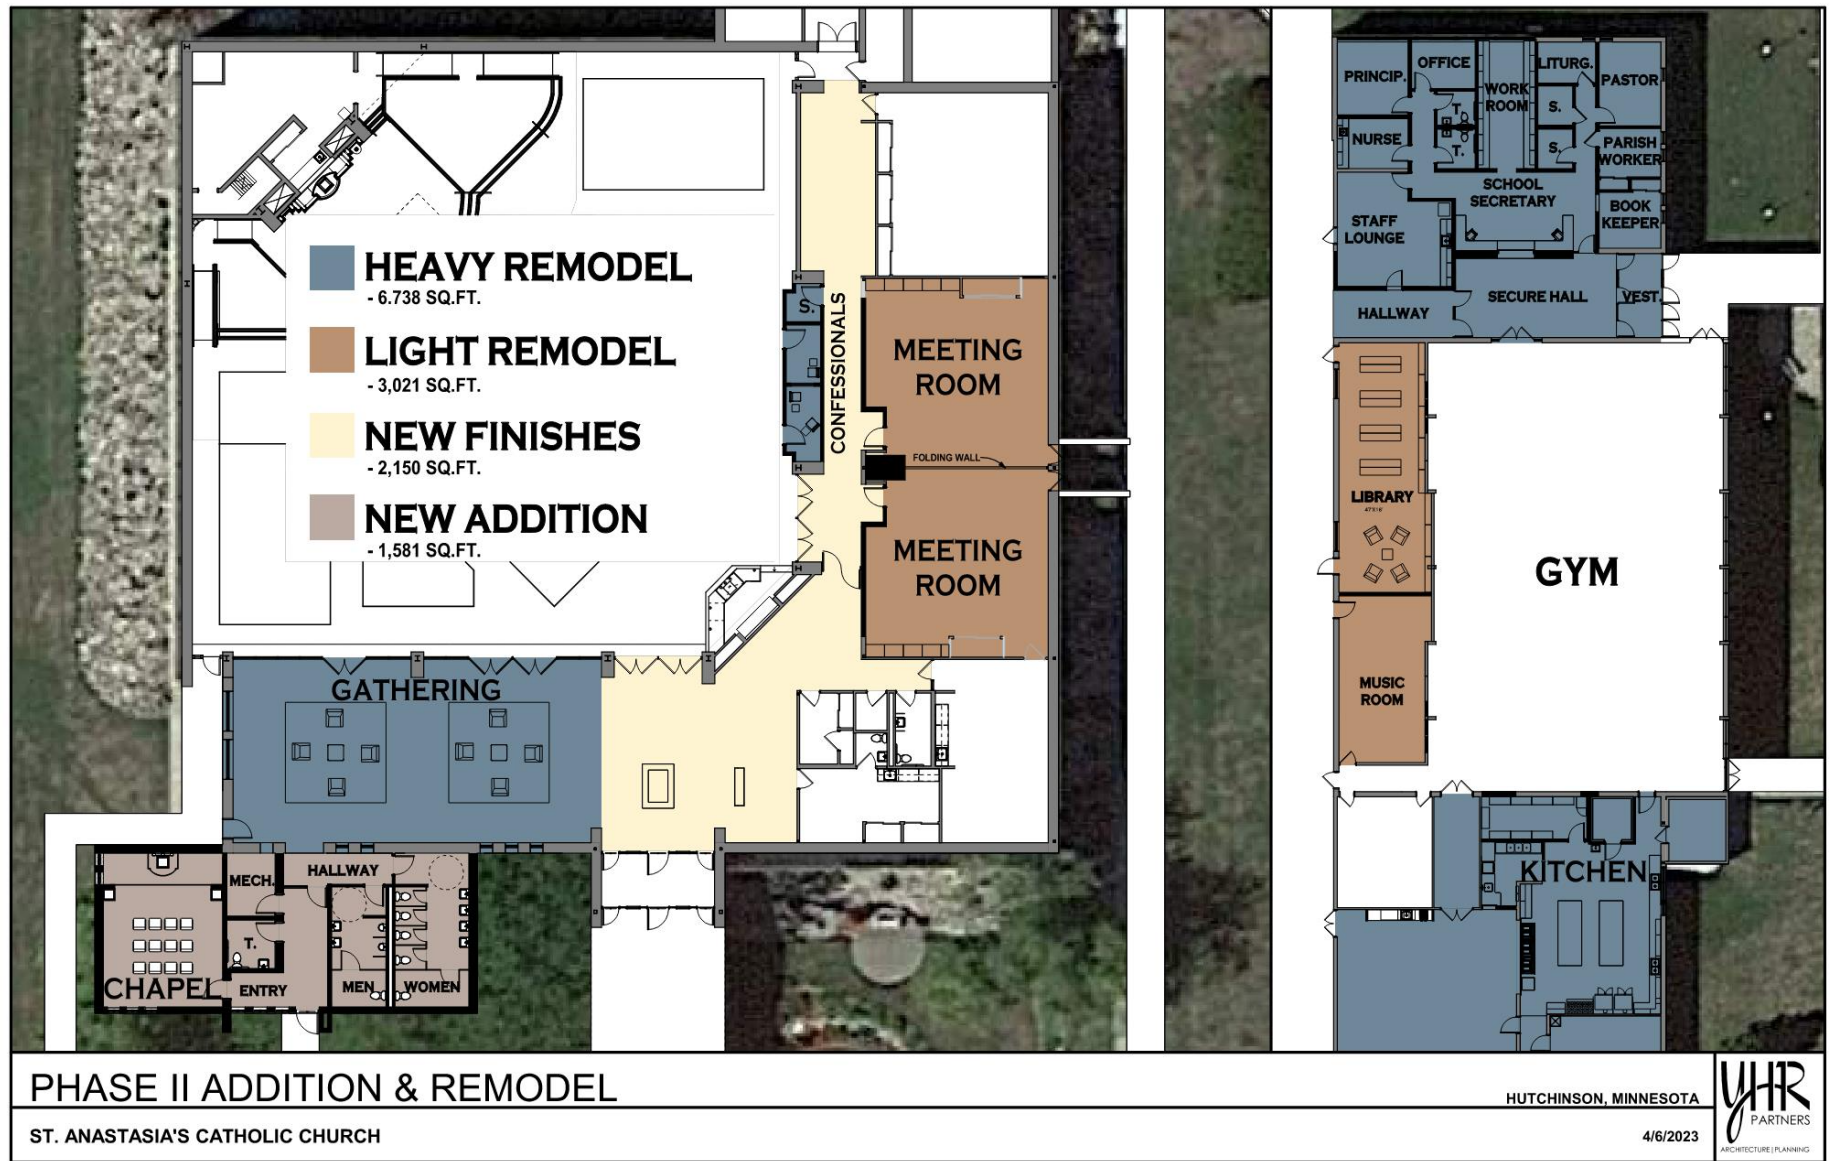 HEAVY REMODEL
- 6.738 SQ.FT.
LIGHT REMODEL
- 3,021 SQ.FT.
NEW FINISHES
- 2,150 SQ.FT.
NEW ADDITION
- 1,581 SQ.FT.
S.
CONFESSIONALS
MEETING
ROOM
FOLDING WALL
MEETING
ROOM
GATHERING
MECH.
HALLWAY
T.
CHAPEL
ENTRY
MEN
WOMEN
PRINCIP.
OFFICE
WORK
ROOM
LITURG.
PASTOR
T.
S.
NURSE
T.
S.
PARISH
WORKER
SCHOOL
SECRETARY
BOOK
KEEPER
STAFF
LOUNGE
SECURE HALL
VEST.
HALLWAY
LIBRARY
47'X16'
GYM
MUSIC
ROOM
KITCHEN
PHASE II ADDITION & REMODEL
HUTCHINSON, MINNESOTA
ST. ANASTASIA'S CATHOLIC CHURCH
4/6/2023
YHR
PARTNERS
ARCHITECTURE | PLANNING